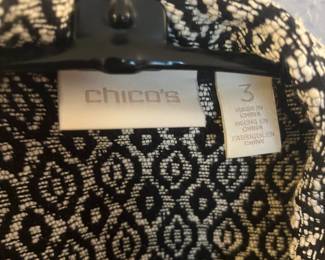 chico's
3
MADE IN
CHINA
HECHO EN
CHINA
FABRIQUÉ EN
CHINE